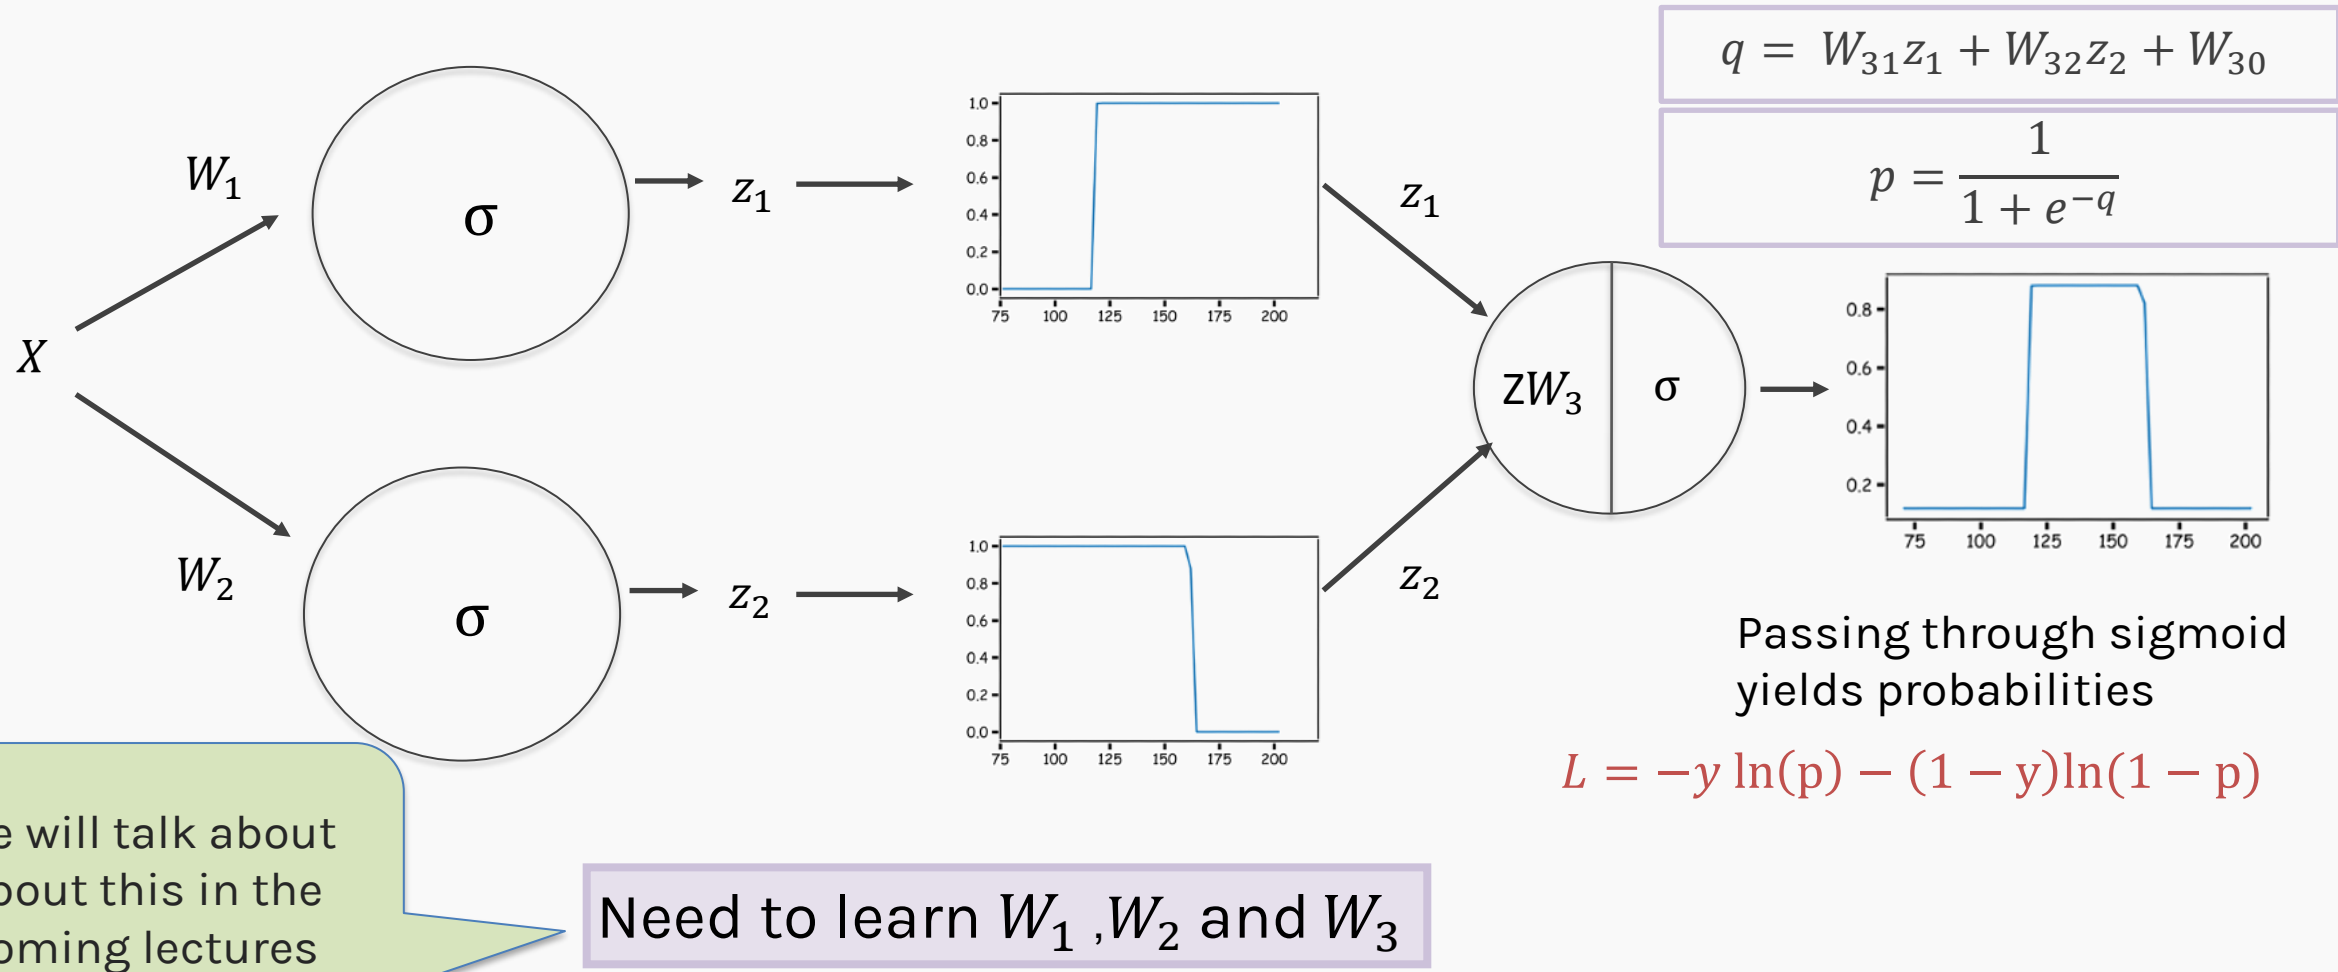 q = W₃₁z₁ + W₃₂z₂ + W₃₀
p = 1 / (1 + e^{−q})
W₁
σ
z₁
1.0
0.8
0.6
0.4
0.2
0.0
75 100 125 150 175 200
z₁
X
ZW₃ σ
0.8
0.6
0.4
0.2
75 100 125 150 175 200
W₂
σ
z₂
1.0
0.8
0.6
0.4
0.2
0.0
75 100 125 150 175 200
z₂
Passing through sigmoid
yields probabilities
L = −y ln(p) − (1 − y)ln(1 − p)
e will talk about
bout this in the
oming lectures
Need to learn W₁ ,W₂ and W₃